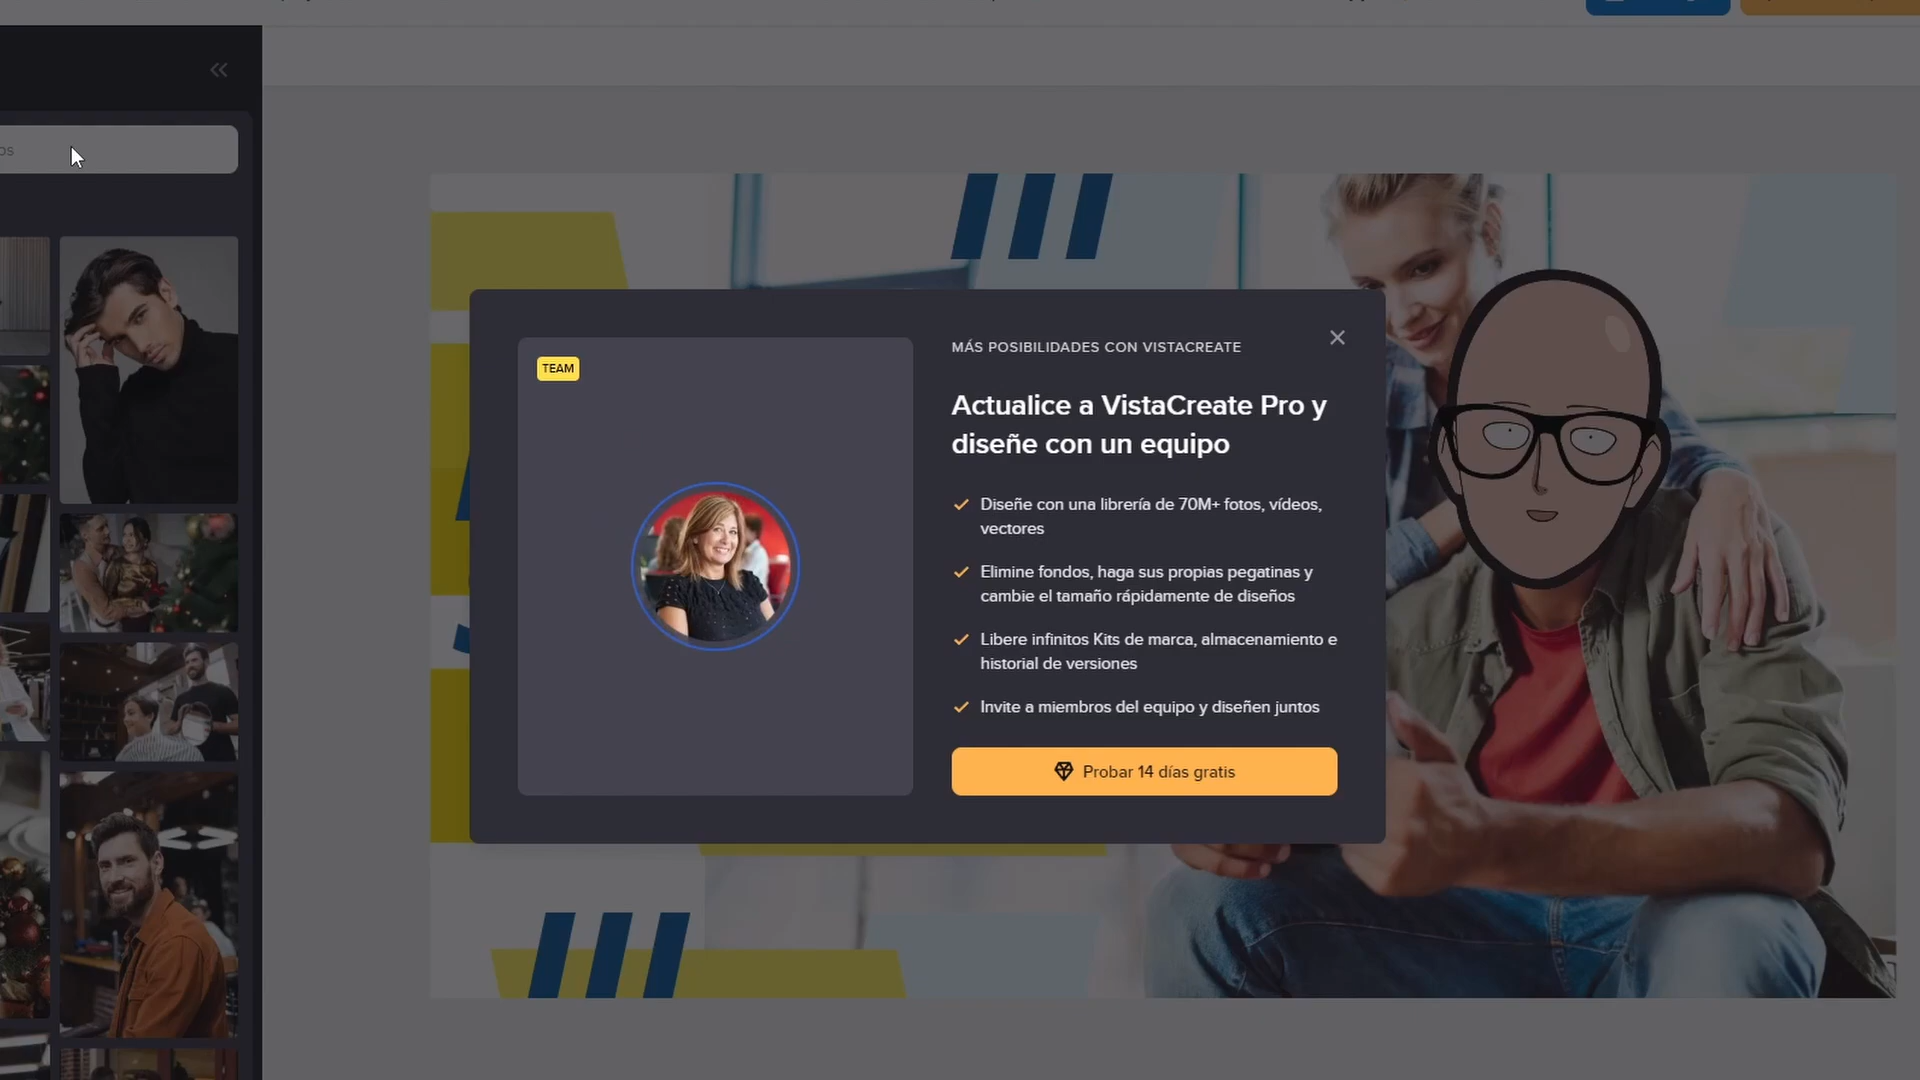 TEAM
MÁS POSIBILIDADES CON VISTACREATE
Actualice a VistaCreate Pro y
diseñe con un equipo
Diseñe con una librería de 70M+ fotos, vídeos,
vectores
Elimine fondos, haga sus propias pegatinas y
cambie el tamaño rápidamente de diseños
Libere infinitos Kits de marca, almacenamiento e
historial de versiones
Invite a miembros del equipo y diseñen juntos
Probar 14 días gratis